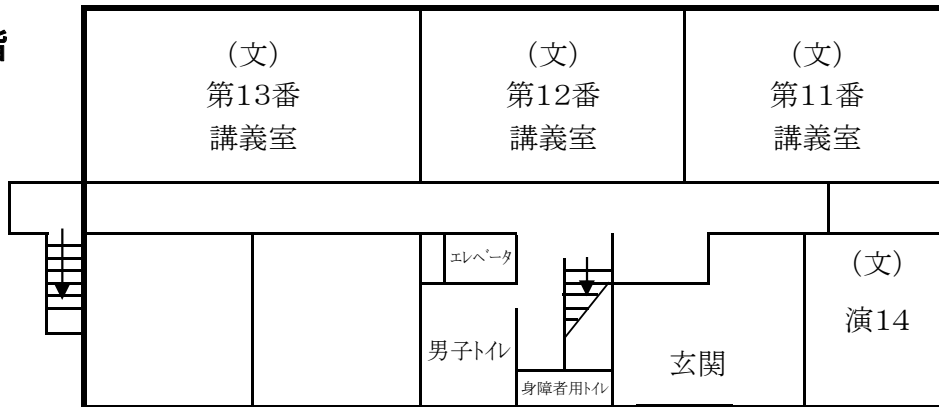 階
（文）
第13番
講義室
（文）
第12番
講義室
（文）
第11番
講義室
エレベータ
（文）
演14
男子トイレ
玄関
身障者用トイレ